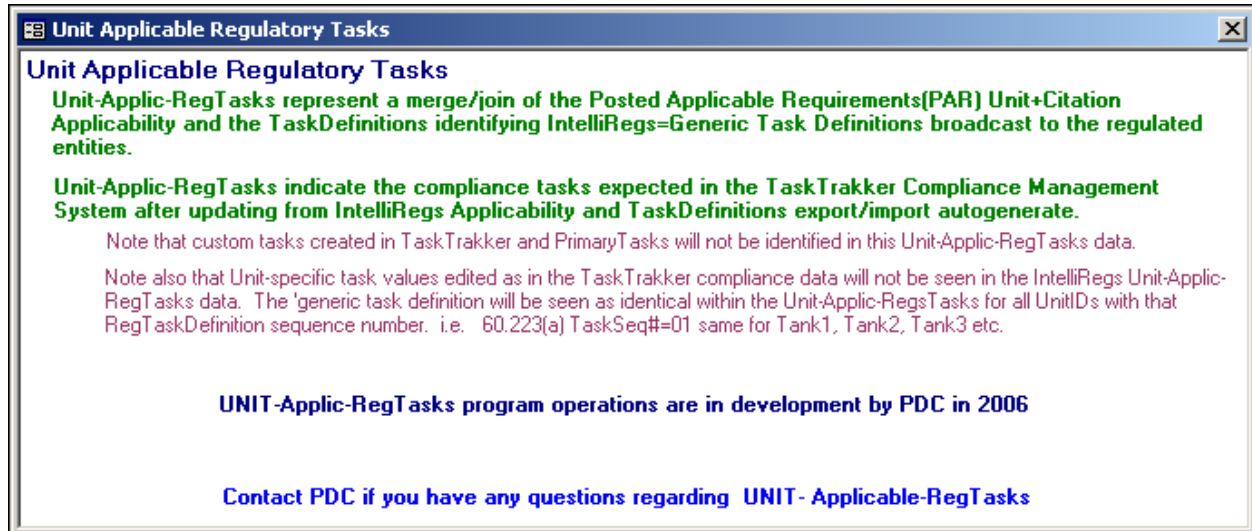 Unit Applicable Regulatory Tasks
Unit Applicable Regulatory Tasks
Unit-Applic-RegTasks represent a merge/join of the Posted Applicable Requirements(PAR) Unit+Citation
Applicability and the TaskDefinitions identifying IntelliRegs=Generic Task Definitions broadcast to the regulated
entities.
Unit-Applic-RegTasks indicate the compliance tasks expected in the TaskTrakker Compliance Management
System after updating from IntelliRegs Applicability and TaskDefinitions export/import autogenerate.
Note that custom tasks created in TaskTrakker and PrimaryTasks will not be identified in this Unit-Applic-RegTasks data.
Note also that Unit-specific task values edited as in the TaskTrakker compliance data will not be seen in the IntelliRegs Unit-Applic-
RegTasks data.  The 'generic task definition will be seen as identical within the Unit-Applic-RegsTasks for all UnitIDs with that
RegTaskDefinition sequence number.  i.e.   60.223(a) TaskSeq#=01 same for Tank1, Tank2, Tank3 etc.
UNIT-Applic-RegTasks program operations are in development by PDC in 2006
Contact PDC if you have any questions regarding  UNIT- Applicable-RegTasks